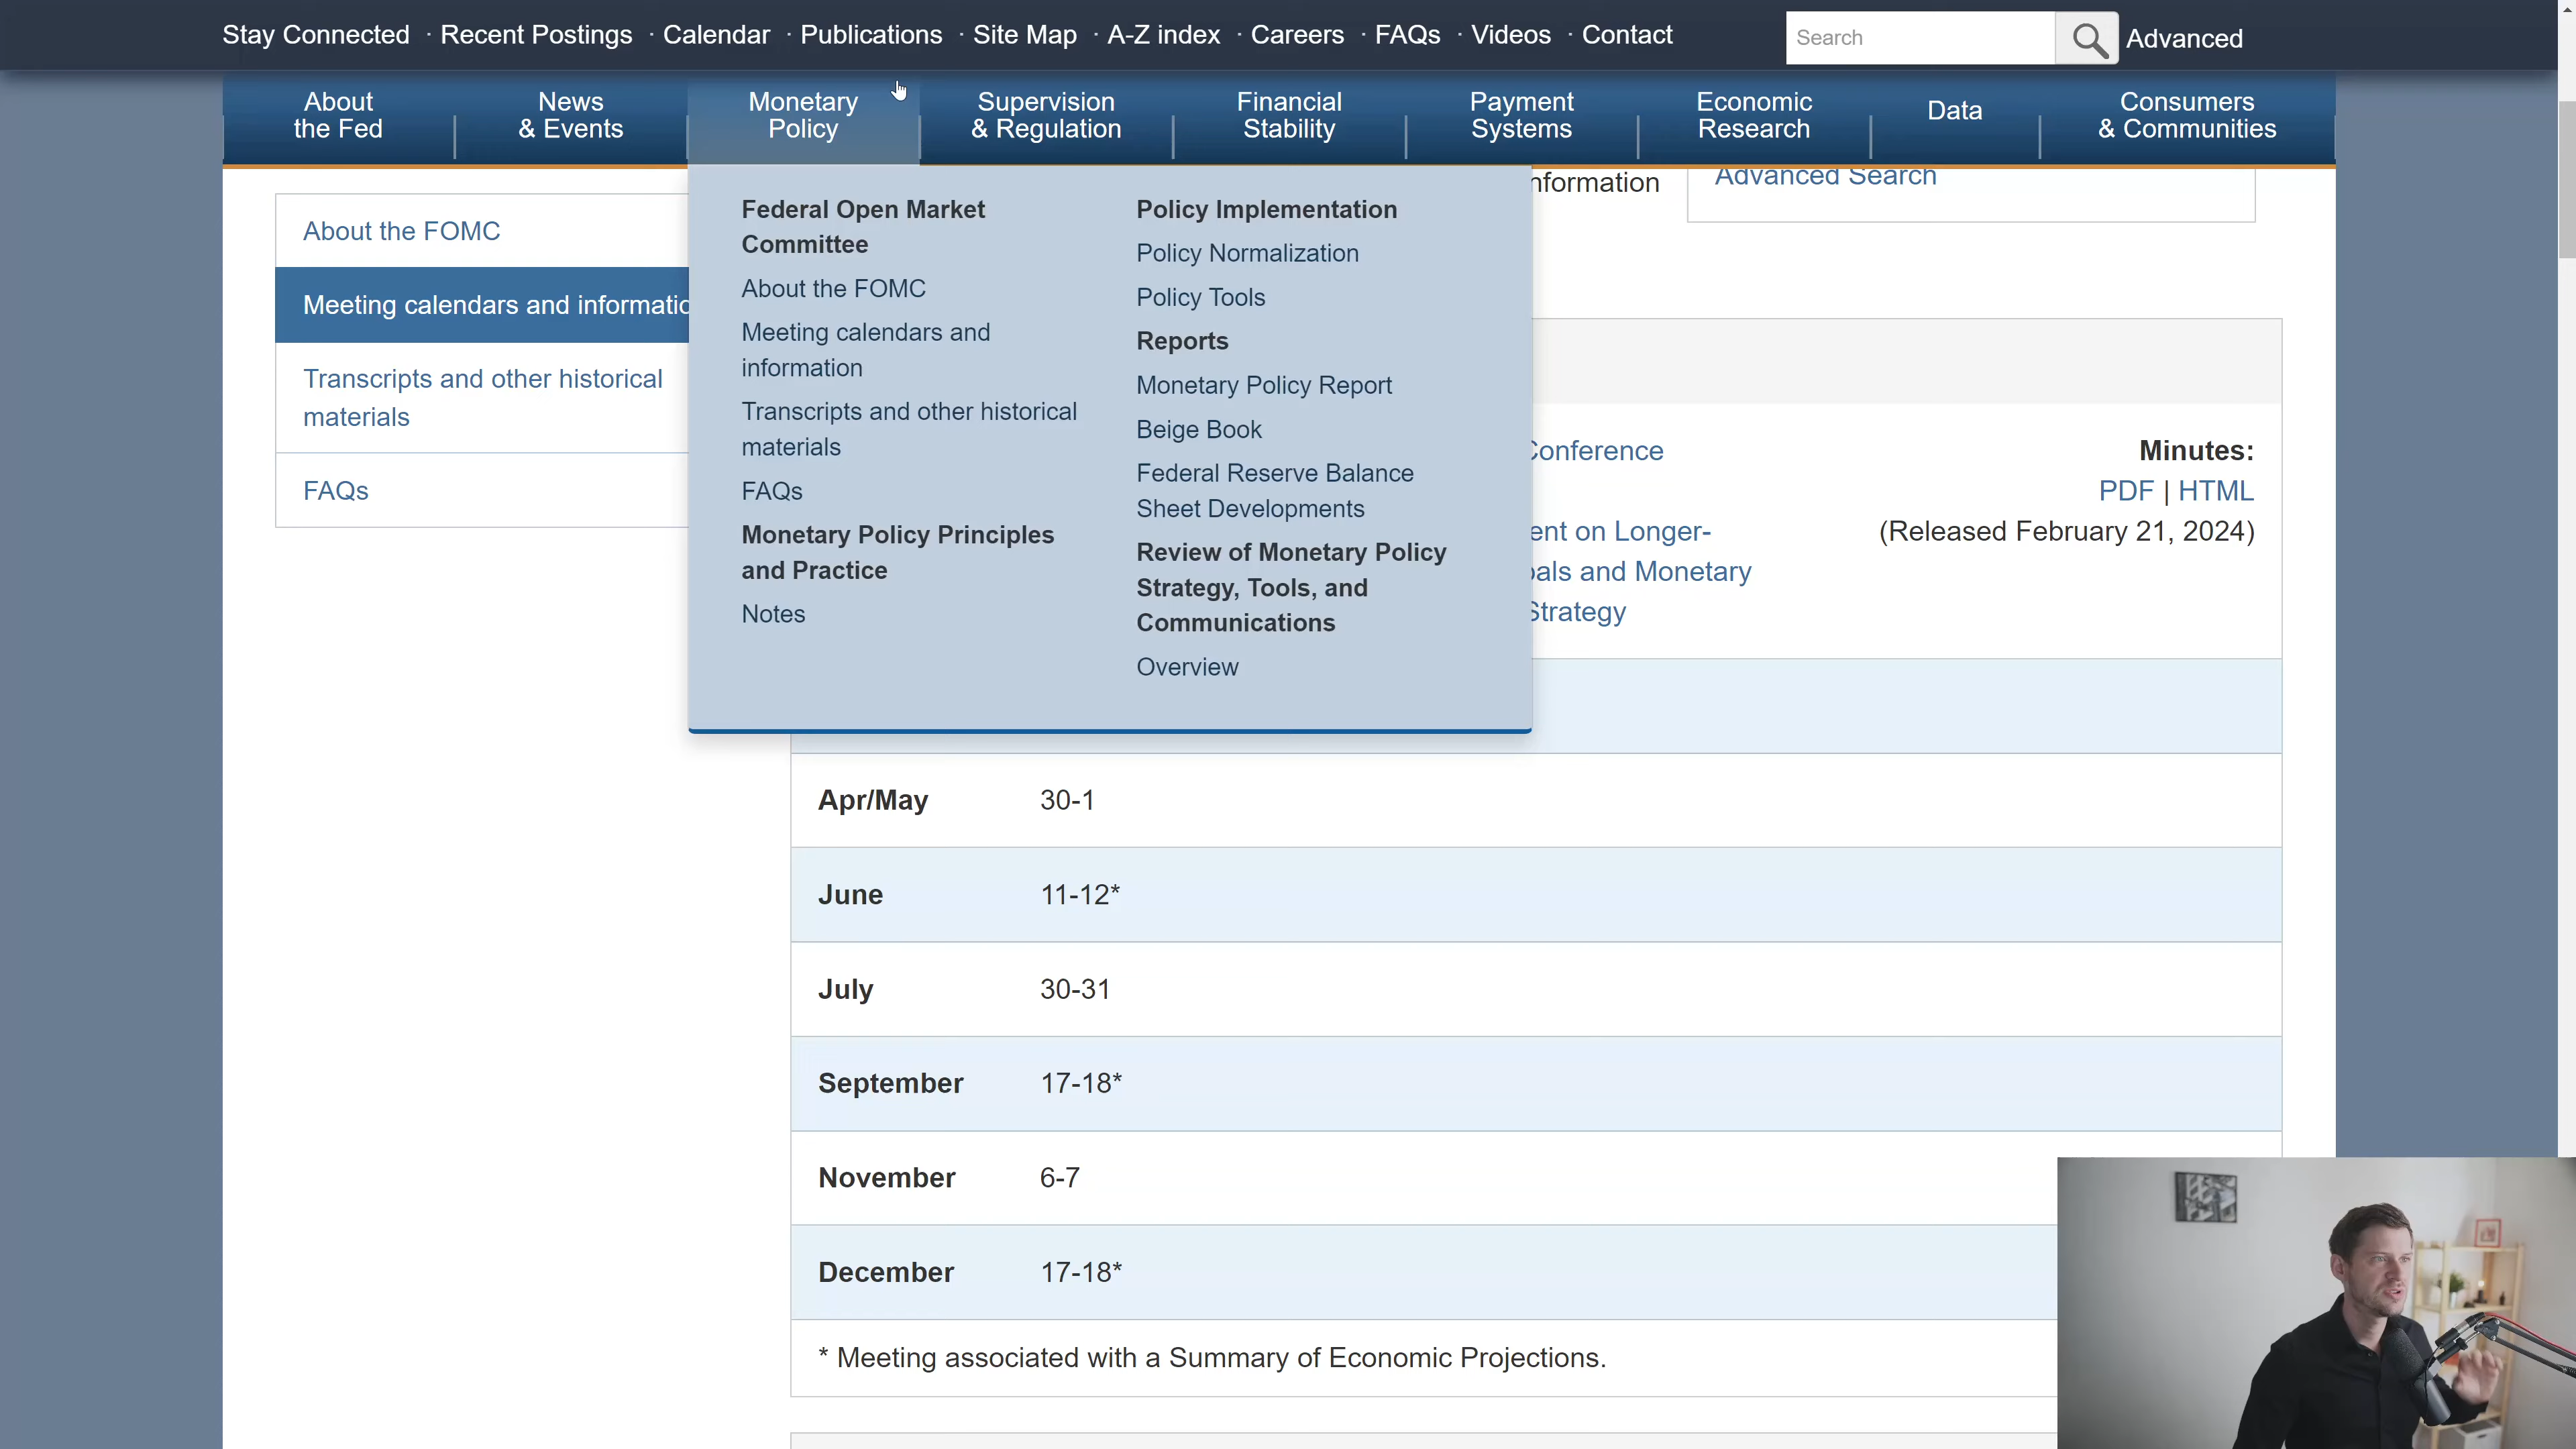 Stay Connected · Recent Postings · Calendar · Publications · Site Map · A-Z index · Careers · FAQs · Videos · Contact
Search
Advanced
About
the Fed
News
& Events
Monetary
Policy
Supervision
& Regulation
Financial
Stability
Payment
Systems
Economic
Research
Data
Consumers
& Communities
About the FOMC
Meeting calendars and informatio
Transcripts and other historical
materials
FAQs
Federal Open Market
Committee
About the FOMC
Meeting calendars and
information
Transcripts and other historical
materials
FAQs
Monetary Policy Principles
and Practice
Notes
Policy Implementation
Policy Normalization
Policy Tools
Reports
Monetary Policy Report
Beige Book
Federal Reserve Balance
Sheet Developments
Review of Monetary Policy
Strategy, Tools, and
Communications
Overview
nformation
Advanced Search
Conference
ent on Longer-
als and Monetary
Strategy
Minutes:
PDF | HTML
(Released February 21, 2024)
Apr/May 30-1
June 11-12*
July 30-31
September 17-18*
November 6-7
December 17-18*
* Meeting associated with a Summary of Economic Projections.